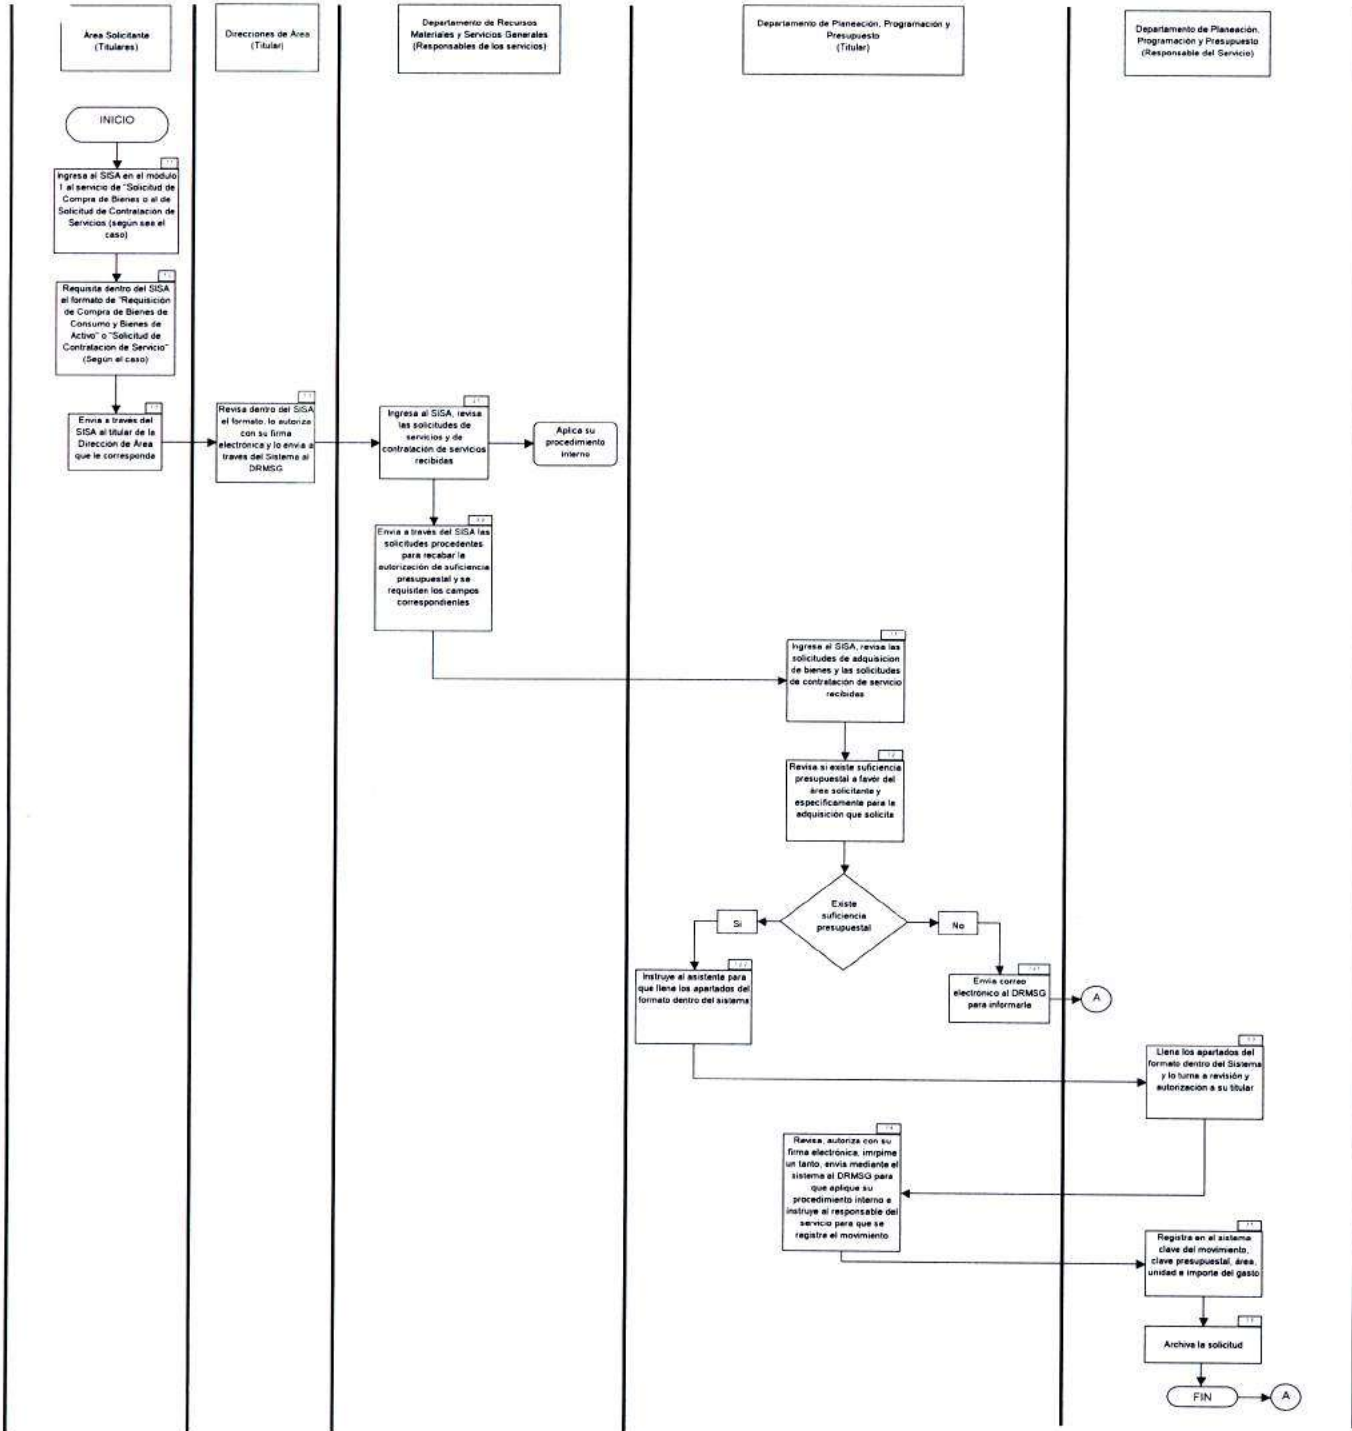 Área Solicitante
(Titulares)
Direcciones de Área
(Titular)
Departamento de Recursos
Materiales y Servicios Generales
(Responsables de los servicios)
Departamento de Planeación, Programación y
Presupuesto
(Titular)
Departamento de Planeación,
Programación y Presupuesto
(Responsable del Servicio)
INICIO
Ingresa al SISA en el módulo
1 al servicio de "Solicitud de
Compra de Bienes o al de
Solicitud de Contratación de
Servicios (según sea el
caso)
Requisita dentro del SISA
el formato de "Requisición
de Compra de Bienes de
Consumo y Bienes de
Activo" o "Solicitud de
Contratación de Servicio"
(Según el caso)
Envía a través del
SISA al titular de la
Dirección de Área
que le corresponde
Revisa dentro del SISA
el formato, lo autoriza
con su firma
electrónica y lo envía a
través del Sistema al
DRMSG
Ingresa al SISA, revisa
las solicitudes de
servicios y de
contratación de servicios
recibidas
Aplica su
procedimiento
interno
Envía a través del SISA las
solicitudes procedentes
para recabar la
autorización de suficiencia
presupuestal y se
requisitan los campos
correspondientes
Ingresa al SISA, revisa las
solicitudes de adquisicion
de bienes y las solicitudes
de contratación de servicio
recibidas
Revisa si existe suficiencia
presupuestal a favor del
área solicitante y
específicamente para la
adquisición que solicita
Existe
suficiencia
presupuestal
Si
No
Instruye al asistente para
que llene los apartados del
formato dentro del sistema
Envía correo
electrónico al DRMSG
para informarle
A
Llena los apartados del
formato dentro del Sistema
y lo turna a revisión y
autorización a su titular
Revisa, autoriza con su
firma electrónica, imrpime
un tanto, envía mediante el
sistema al DRMSG para
que aplique su
procedimiento interno e
instruye al responsable del
servicio para que se
registre el movimiento
Registra en el sistema
clave del movimiento,
clave presupuestal, área,
unidad e importe del gasto
Archiva la solicitud
FIN
A